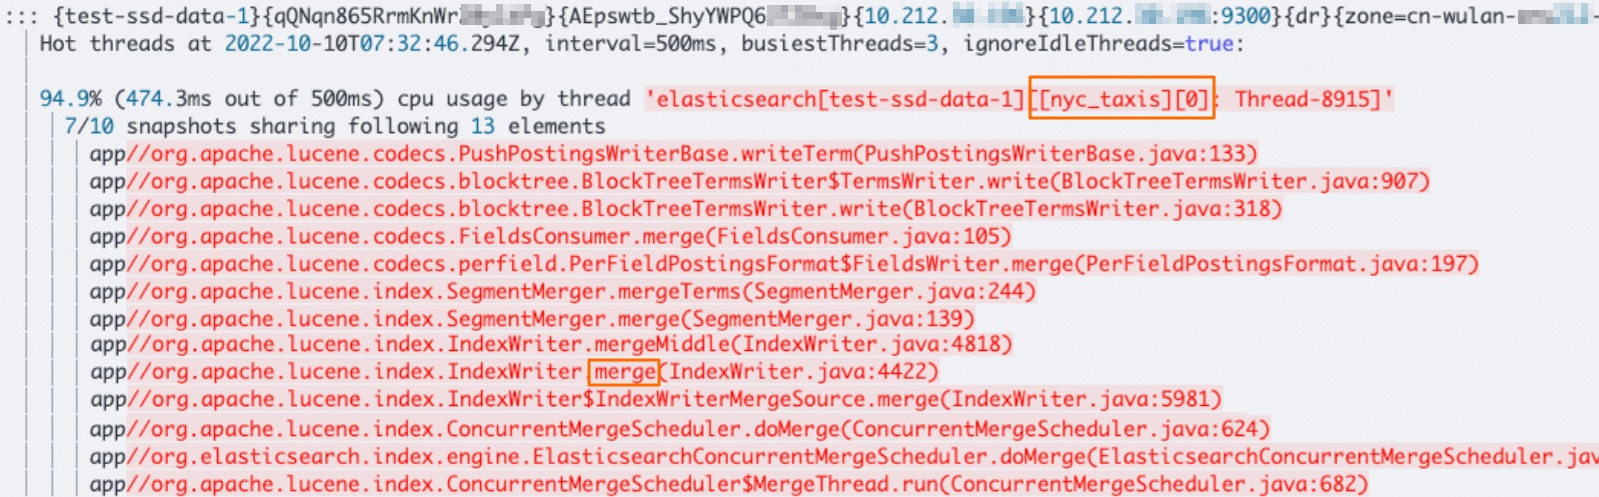 ::: {test-ssd-data-1}{qQNqn865RrmKnWr}{AEpswtb_ShyYWPQ6}{10.212.}{10.212. :9300}{dr}{zone=cn-wulan-
Hot threads at 2022-10-10T07:32:46.294Z, interval=500ms, busiestThreads=3, ignoreIdleThreads=true:
94.9% (474.3ms out of 500ms) cpu usage by thread 'elasticsearch[test-ssd-data-1][[nyc_taxis][0]: Thread-8915]'
7/10 snapshots sharing following 13 elements
app//org.apache.lucene.codecs.PushPostingsWriterBase.writeTerm(PushPostingsWriterBase.java:133)
app//org.apache.lucene.codecs.blocktree.BlockTreeTermsWriter$TermsWriter.write(BlockTreeTermsWriter.java:907)
app//org.apache.lucene.codecs.blocktree.BlockTreeTermsWriter.write(BlockTreeTermsWriter.java:318)
app//org.apache.lucene.codecs.FieldsConsumer.merge(FieldsConsumer.java:105)
app//org.apache.lucene.codecs.perfield.PerFieldPostingsFormat$FieldsWriter.merge(PerFieldPostingsFormat.java:197)
app//org.apache.lucene.index.SegmentMerger.mergeTerms(SegmentMerger.java:244)
app//org.apache.lucene.index.SegmentMerger.merge(SegmentMerger.java:139)
app//org.apache.lucene.index.IndexWriter.mergeMiddle(IndexWriter.java:4818)
app//org.apache.lucene.index.IndexWriter.merge(IndexWriter.java:4422)
app//org.apache.lucene.index.IndexWriter$IndexWriterMergeSource.merge(IndexWriter.java:5981)
app//org.apache.lucene.index.ConcurrentMergeScheduler.doMerge(ConcurrentMergeScheduler.java:624)
app//org.elasticsearch.index.engine.ElasticsearchConcurrentMergeScheduler.doMerge(ElasticsearchConcurrentMergeScheduler.jav
app//org.apache.lucene.index.ConcurrentMergeScheduler$MergeThread.run(ConcurrentMergeScheduler.java:682)